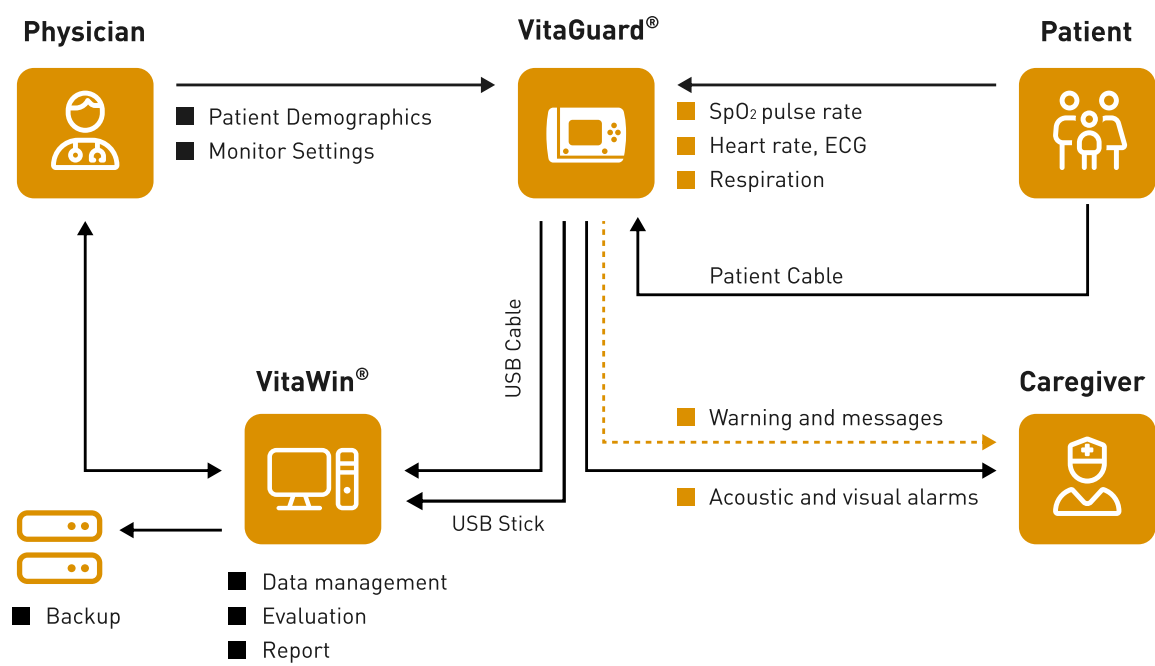 Physician
VitaGuard®
Patient
Patient Demographics
Monitor Settings
SpO₂ pulse rate
Heart rate, ECG
Respiration
Patient Cable
USB Cable
VitaWin®
Caregiver
Warning and messages
Acoustic and visual alarms
USB Stick
Data management
Evaluation
Report
Backup